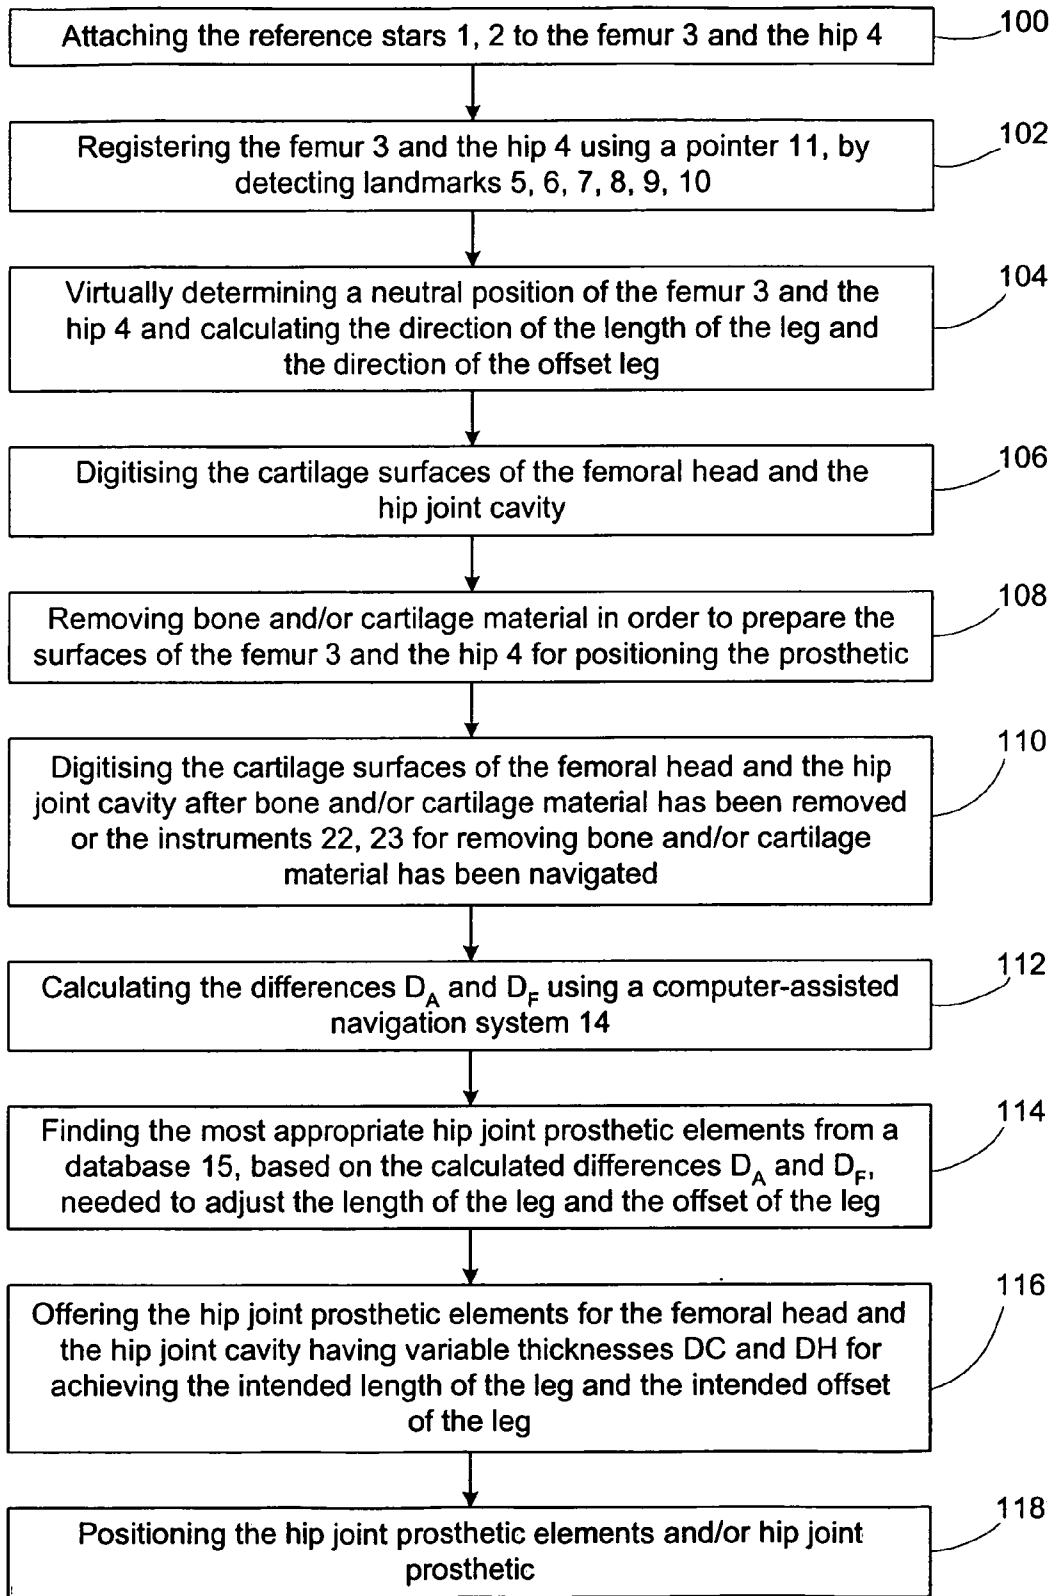 Attaching the reference stars 1, 2 to the femur 3 and the hip 4
100
Registering the femur 3 and the hip 4 using a pointer 11, by
detecting landmarks 5, 6, 7, 8, 9, 10
102
Virtually determining a neutral position of the femur 3 and the
hip 4 and calculating the direction of the length of the leg and
the direction of the offset leg
104
Digitising the cartilage surfaces of the femoral head and the
hip joint cavity
106
Removing bone and/or cartilage material in order to prepare the
surfaces of the femur 3 and the hip 4 for positioning the prosthetic
108
Digitising the cartilage surfaces of the femoral head and the hip
joint cavity after bone and/or cartilage material has been removed
or the instruments 22, 23 for removing bone and/or cartilage
material has been navigated
110
Calculating the differences D_A and D_F using a computer-assisted
navigation system 14
112
Finding the most appropriate hip joint prosthetic elements from a
database 15, based on the calculated differences D_A and D_F,
needed to adjust the length of the leg and the offset of the leg
114
Offering the hip joint prosthetic elements for the femoral head and
the hip joint cavity having variable thicknesses DC and DH for
achieving the intended length of the leg and the intended offset
of the leg
116
Positioning the hip joint prosthetic elements and/or hip joint
prosthetic
118